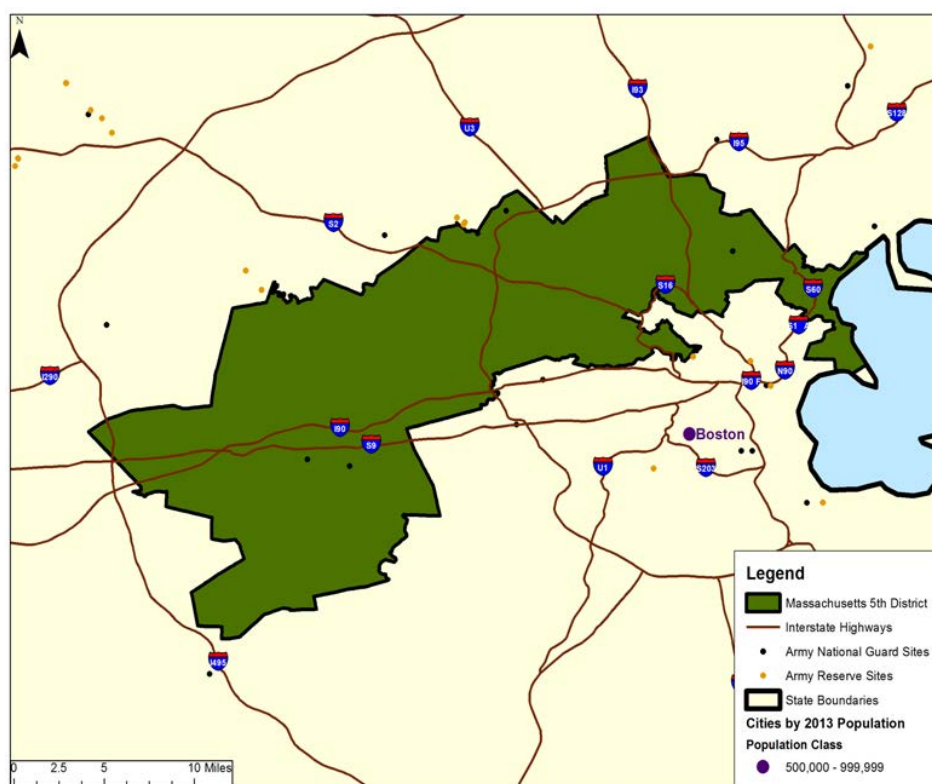 N
I93
U3
S128
I95
S2
S16
S60
I290
N90
I90
S9
Boston
U1
S203
I495
0 2.5 5 10 Miles
Legend
Massachusetts 5th District
Interstate Highways
Army National Guard Sites
Army Reserve Sites
State Boundaries
Cities by 2013 Population
Population Class
500,000 - 999,999